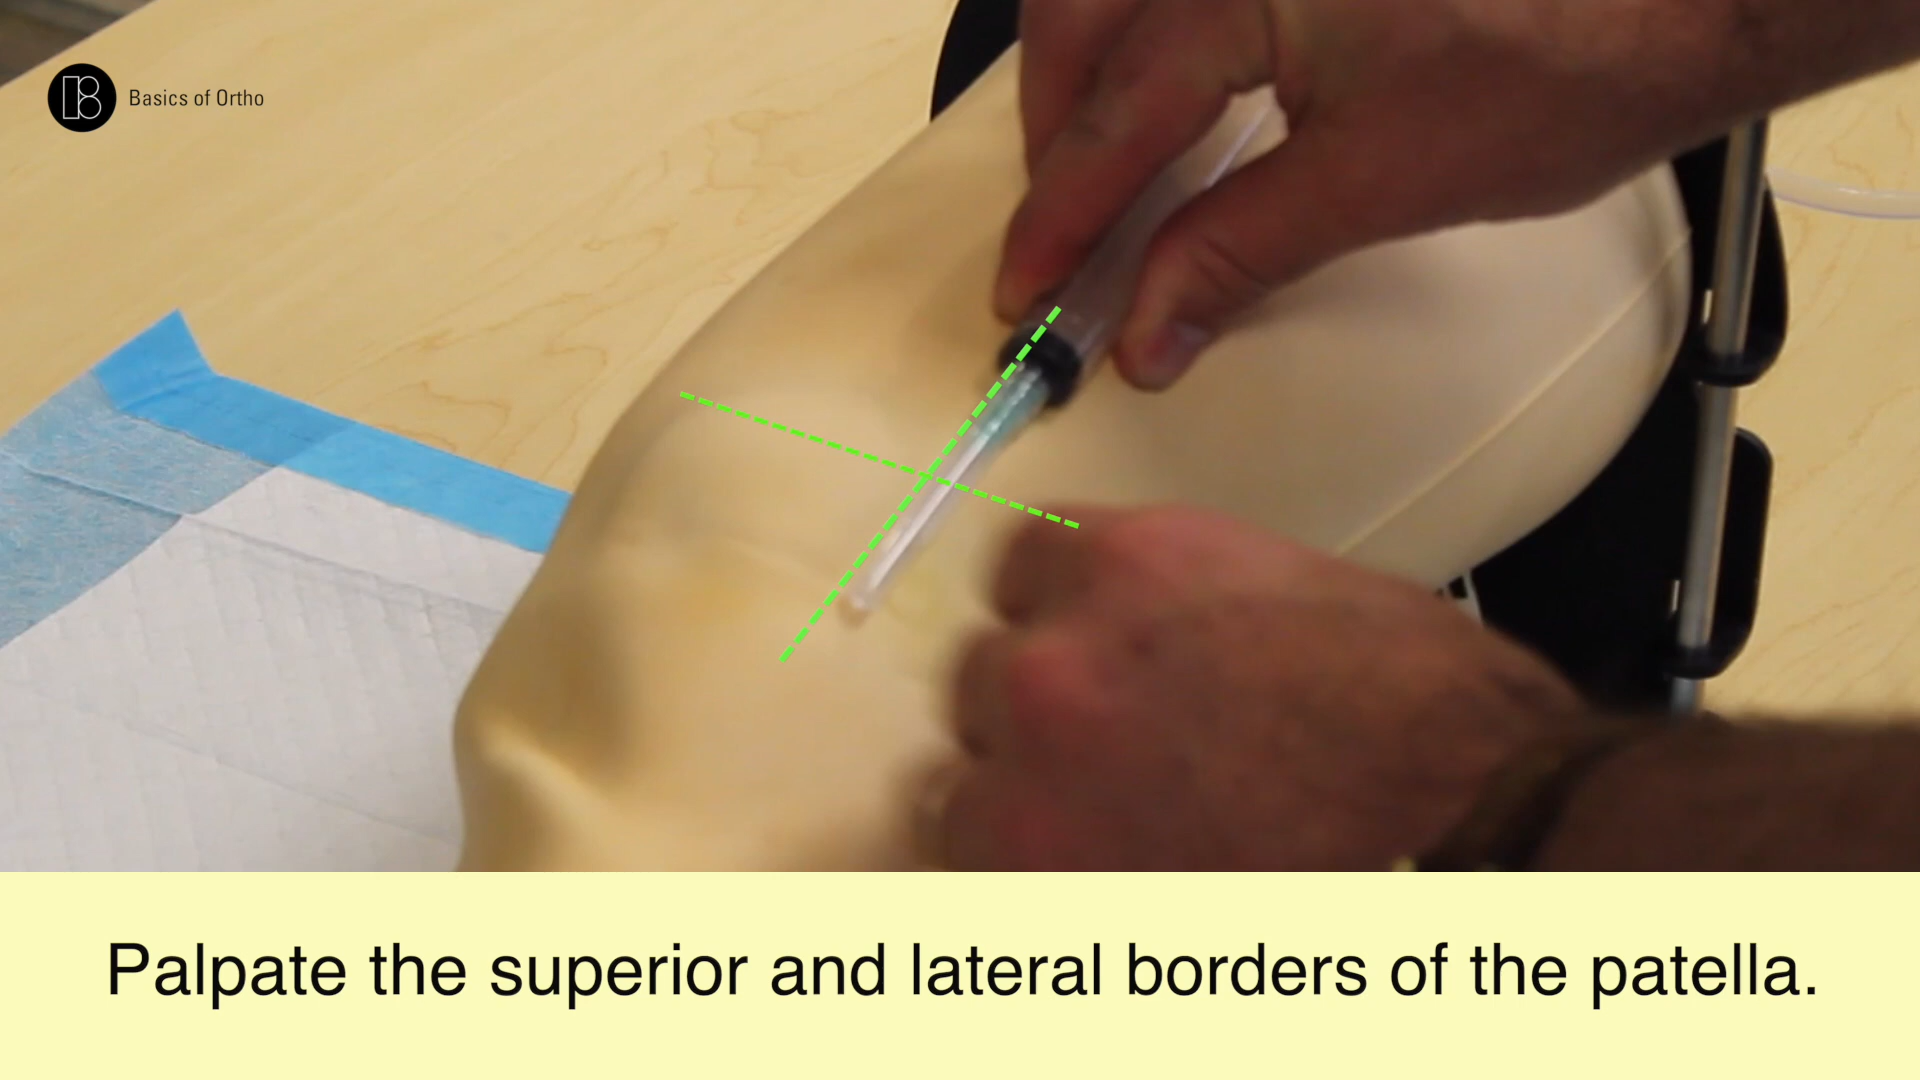 Basics of Ortho
Palpate the superior and lateral borders of the patella.